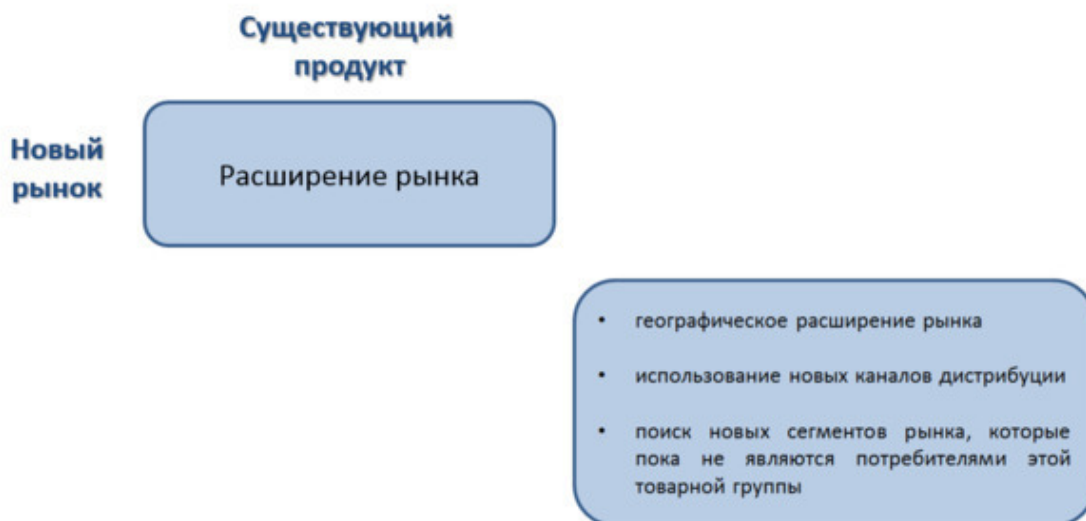 Существующий
продукт
Новый
рынок
Расширение рынка
• географическое расширение рынка
• использование новых каналов дистрибуции
• поиск новых сегментов рынка, которые
пока не являются потребителями этой
товарной группы